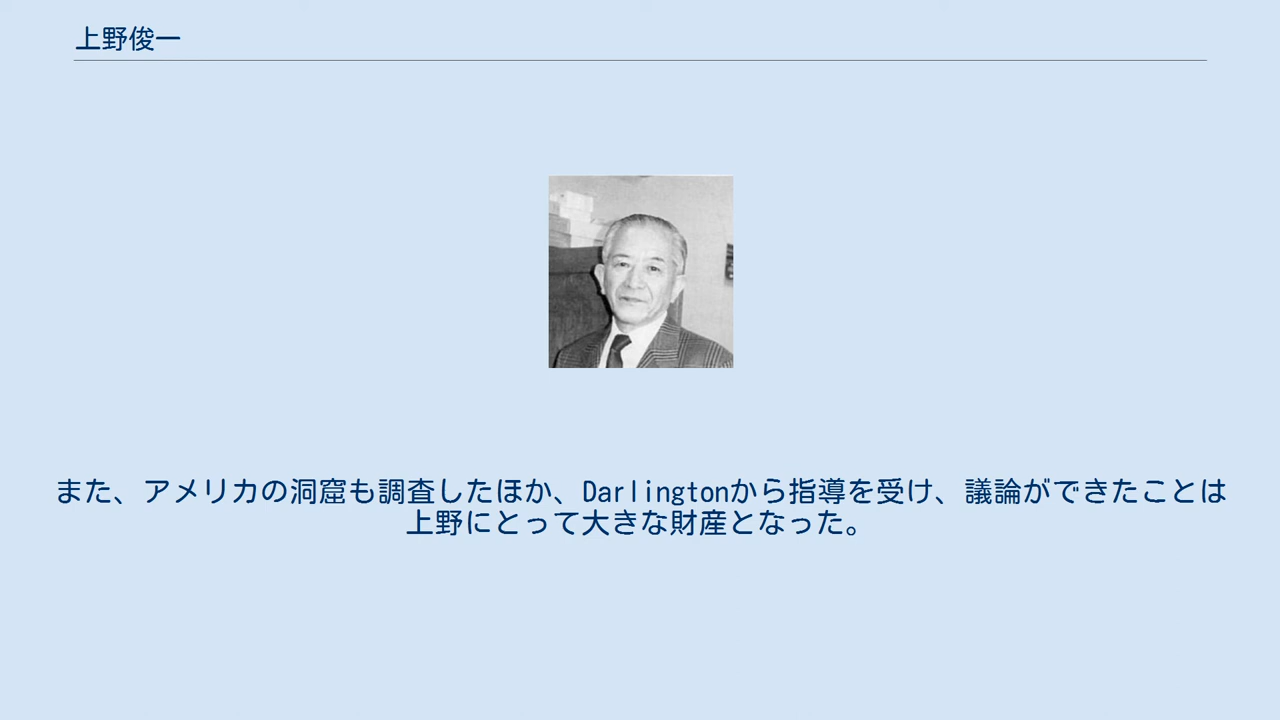 上野俊一
また、アメリカの洞窟も調査したほか、Darlingtonから指導を受け、議論ができたことは
上野にとって大きな財産となった。